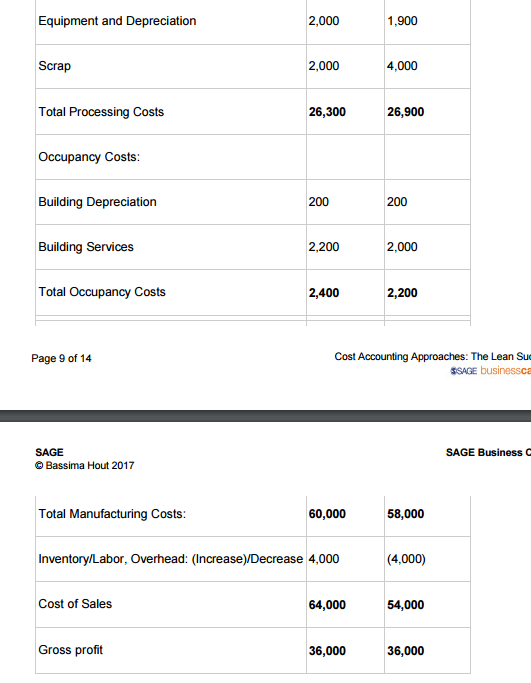 Equipment and Depreciation 2,000 1,900
Scrap 2,000 4,000
Total Processing Costs 26,300 26,900
Occupancy Costs:
Building Depreciation 200 200
Building Services 2,200 2,000
Total Occupancy Costs 2,400 2,200
Page 9 of 14 Cost Accounting Approaches: The Lean Suc
SAGE businessca
SAGE SAGE Business C
© Bassima Hout 2017
Total Manufacturing Costs: 60,000 58,000
Inventory/Labor, Overhead: (Increase)/Decrease 4,000 (4,000)
Cost of Sales 64,000 54,000
Gross profit 36,000 36,000